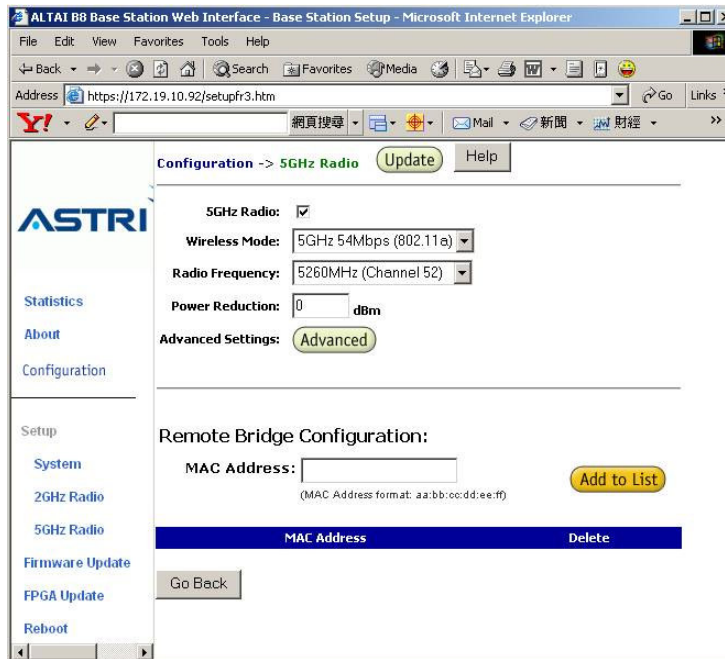 ALTAI B8 Base Station Web Interface - Base Station Setup - Microsoft Internet Explorer
File Edit View Favorites Tools Help
Back Search Favorites Media
Address https://172.19.10.92/setupfr3.htm Go Links
Y! 網頁搜尋 Mail 新聞 財經 »
Configuration -> 5GHz Radio Update Help
ASTRI
5GHz Radio:
Wireless Mode: 5GHz 54Mbps (802.11a)
Radio Frequency: 5260MHz (Channel 52)
Power Reduction: 0 dBm
Advanced Settings: Advanced
Statistics
About
Configuration
Setup
System
2GHz Radio
5GHz Radio
Firmware Update
FPGA Update
Reboot
Remote Bridge Configuration:
MAC Address:
(MAC Address format: aa:bb:cc:dd:ee:ff)
Add to List
MAC Address Delete
Go Back